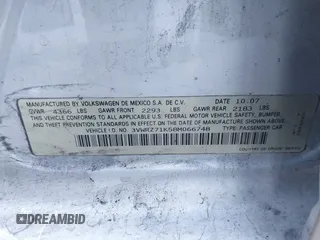 MANUFACTURED BY VOLKSWAGEN DE MEXICO S.A. DE C.V. DATE 10-07
GVWR 4366 LBS GAWR FRONT 2293 LBS GAWR REAR 2183 LBS
THIS VEHICLE CONFORMS TO ALL APPLICABLE FEDERAL MOTOR VEHICLE SAFETY, BUMPER,
AND THEFT PREVENTION STANDARDS IN EFFECT ON THE DATE OF MANUFACTURE SHOWN ABOVE.
VEHICLE I.D. NO. 3VWRZ71K58M066748 TYPE: PASSENGER CAR
DREAMBID